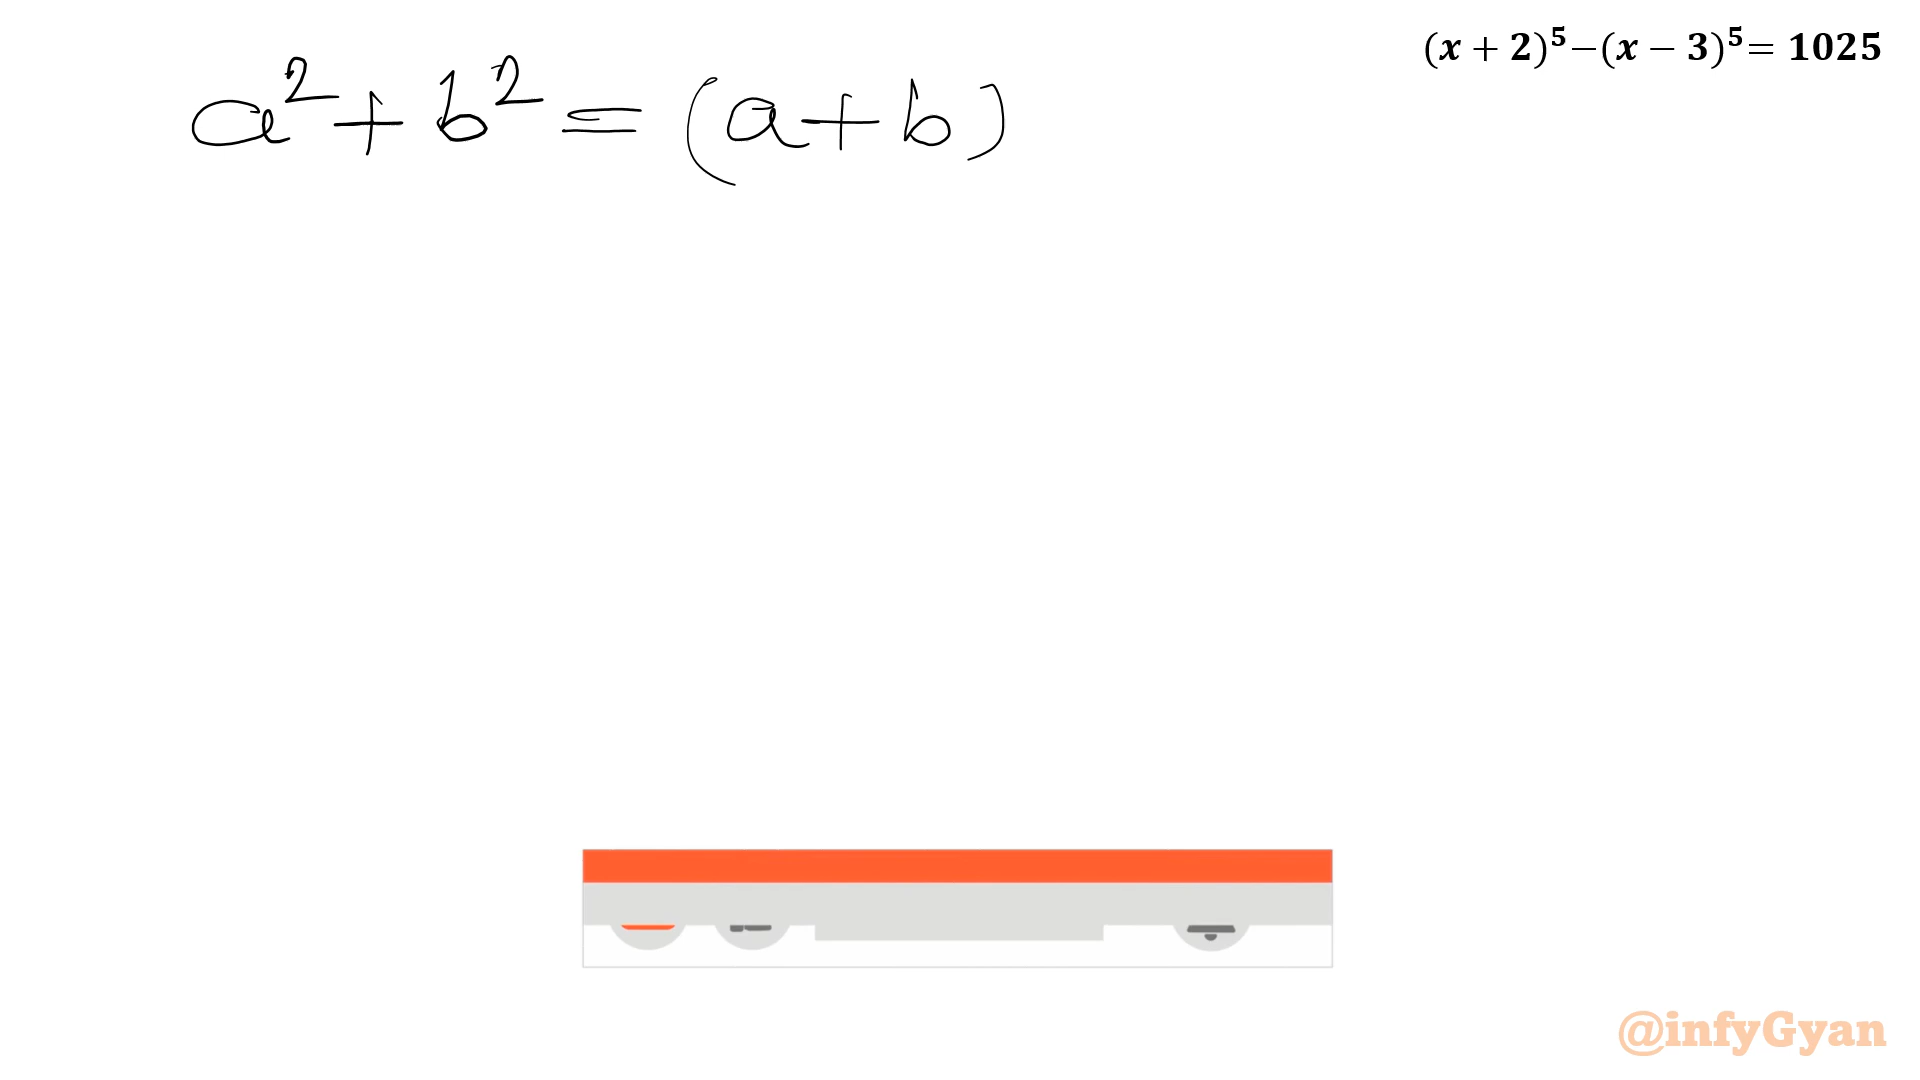 (x + 2)⁵−(x − 3)⁵= 1025
a² + b² = (a + b)
@infyGyan